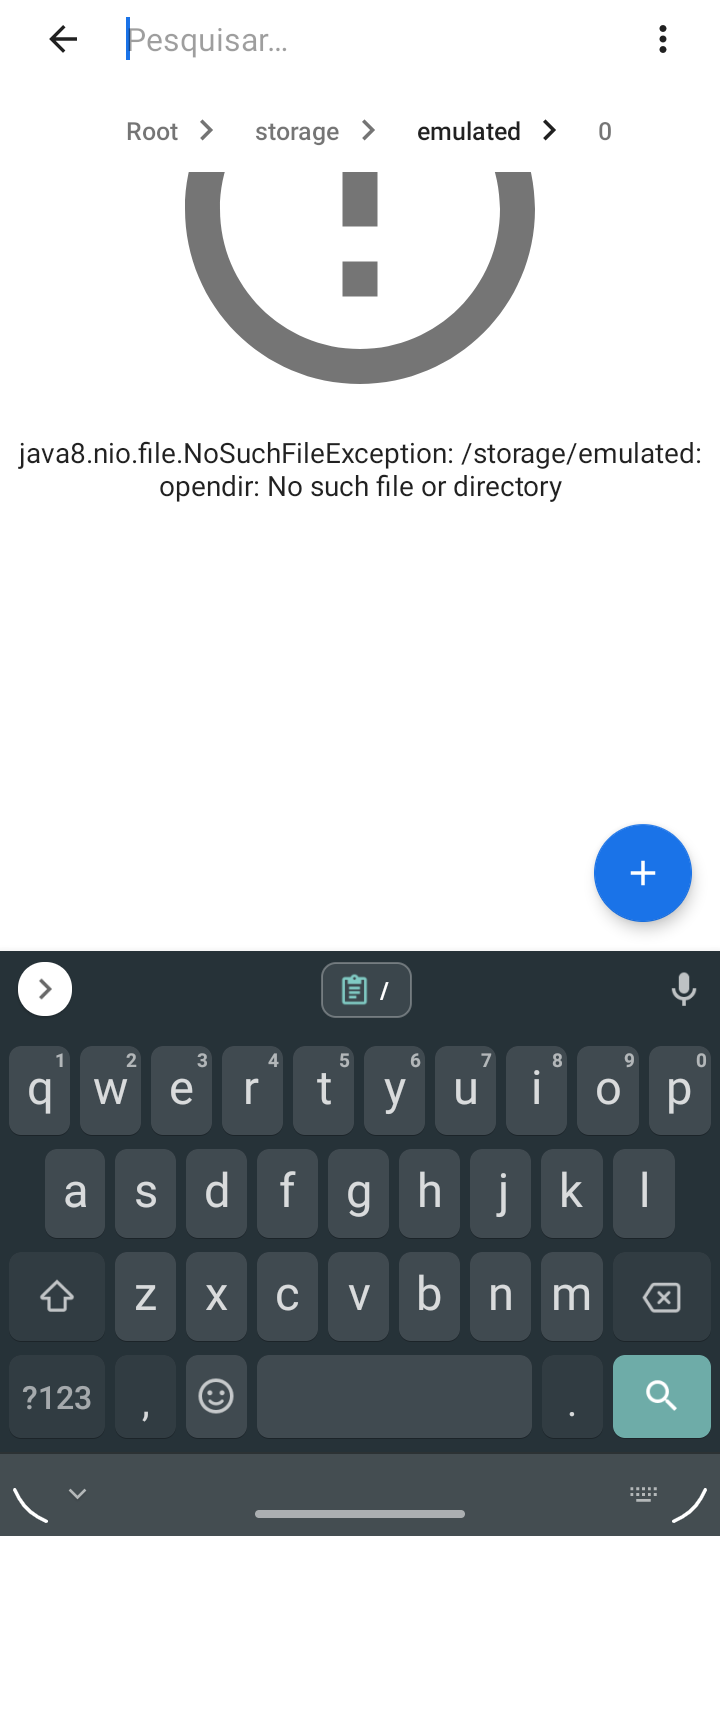 Pesquisar...
Root storage emulated 0
java8.nio.file.NoSuchFileException: /storage/emulated:
opendir: No such file or directory
/
1 2 3 4 5 6 7 8 9 0
q w e r t y u i o p
a s d f g h j k l
z x c v b n m
?123 , .